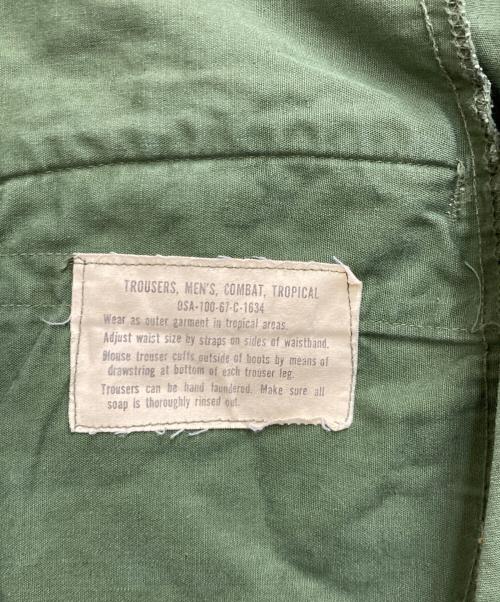 TROUSERS, MEN'S, COMBAT, TROPICAL
DSA-100-67-C-1634
Wear as outer garment in tropical areas.
Adjust waist size by straps on sides of waistband.
Blouse trouser cuffs outside of boots by means of
drawstring at bottom of each trouser leg.
Trousers can be hand laundered. Make sure all
soap is thoroughly rinsed out.